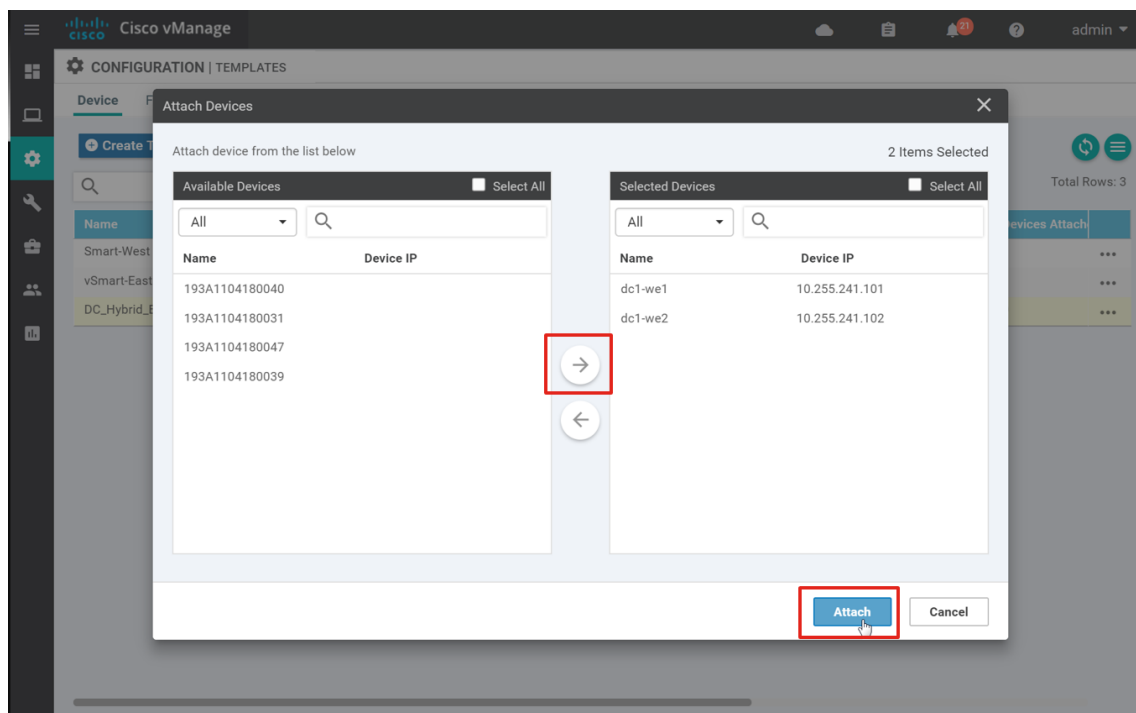 cisco Cisco vManage
21
admin
CONFIGURATION | TEMPLATES
Device F
Attach Devices
Create T
Attach device from the list below
2 Items Selected
Available Devices
Select All
Selected Devices
Select All
Total Rows: 3
All
All
Name
Devices Attach
Name Device IP
Name Device IP
Smart-West
vSmart-East
DC_Hybrid_E
193A1104180040
193A1104180031
193A1104180047
193A1104180039
dc1-we1 10.255.241.101
dc1-we2 10.255.241.102
Attach
Cancel